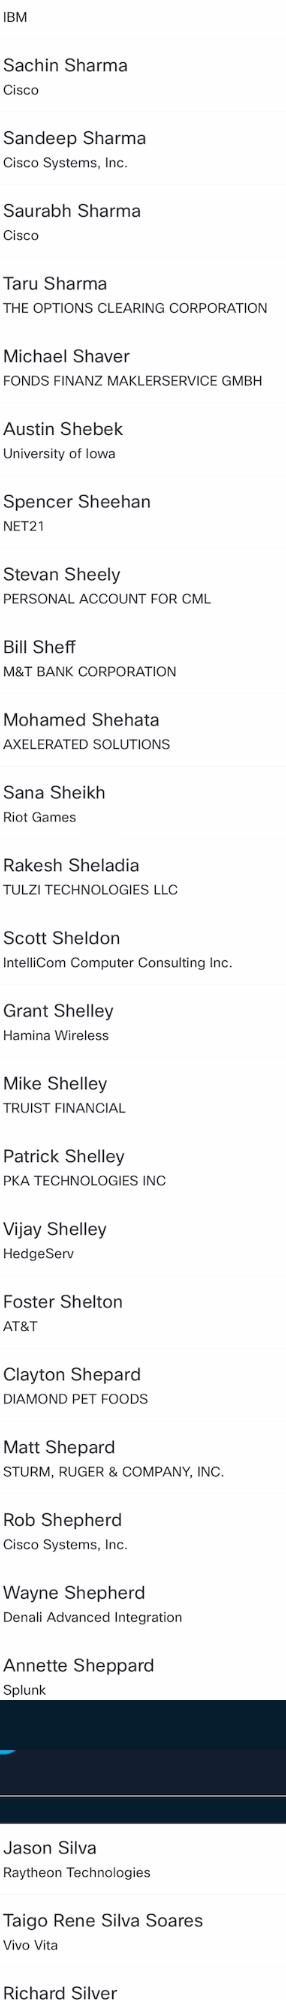 IBM
Sachin Sharma
Cisco
Sandeep Sharma
Cisco Systems, Inc.
Saurabh Sharma
Cisco
Taru Sharma
THE OPTIONS CLEARING CORPORATION
Michael Shaver
FONDS FINANZ MAKLERSERVICE GMBH
Austin Shebek
University of Iowa
Spencer Sheehan
NET21
Stevan Sheely
PERSONAL ACCOUNT FOR CML
Bill Sheff
M&T BANK CORPORATION
Mohamed Shehata
AXELERATED SOLUTIONS
Sana Sheikh
Riot Games
Rakesh Sheladia
TULZI TECHNOLOGIES LLC
Scott Sheldon
IntelliCom Computer Consulting Inc.
Grant Shelley
Hamina Wireless
Mike Shelley
TRUIST FINANCIAL
Patrick Shelley
PKA TECHNOLOGIES INC
Vijay Shelley
HedgeServ
Foster Shelton
AT&T
Clayton Shepard
DIAMOND PET FOODS
Matt Shepard
STURM, RUGER & COMPANY, INC.
Rob Shepherd
Cisco Systems, Inc.
Wayne Shepherd
Denali Advanced Integration
Annette Sheppard
Splunk
Jason Silva
Raytheon Technologies
Taigo Rene Silva Soares
Vivo Vita
Richard Silver